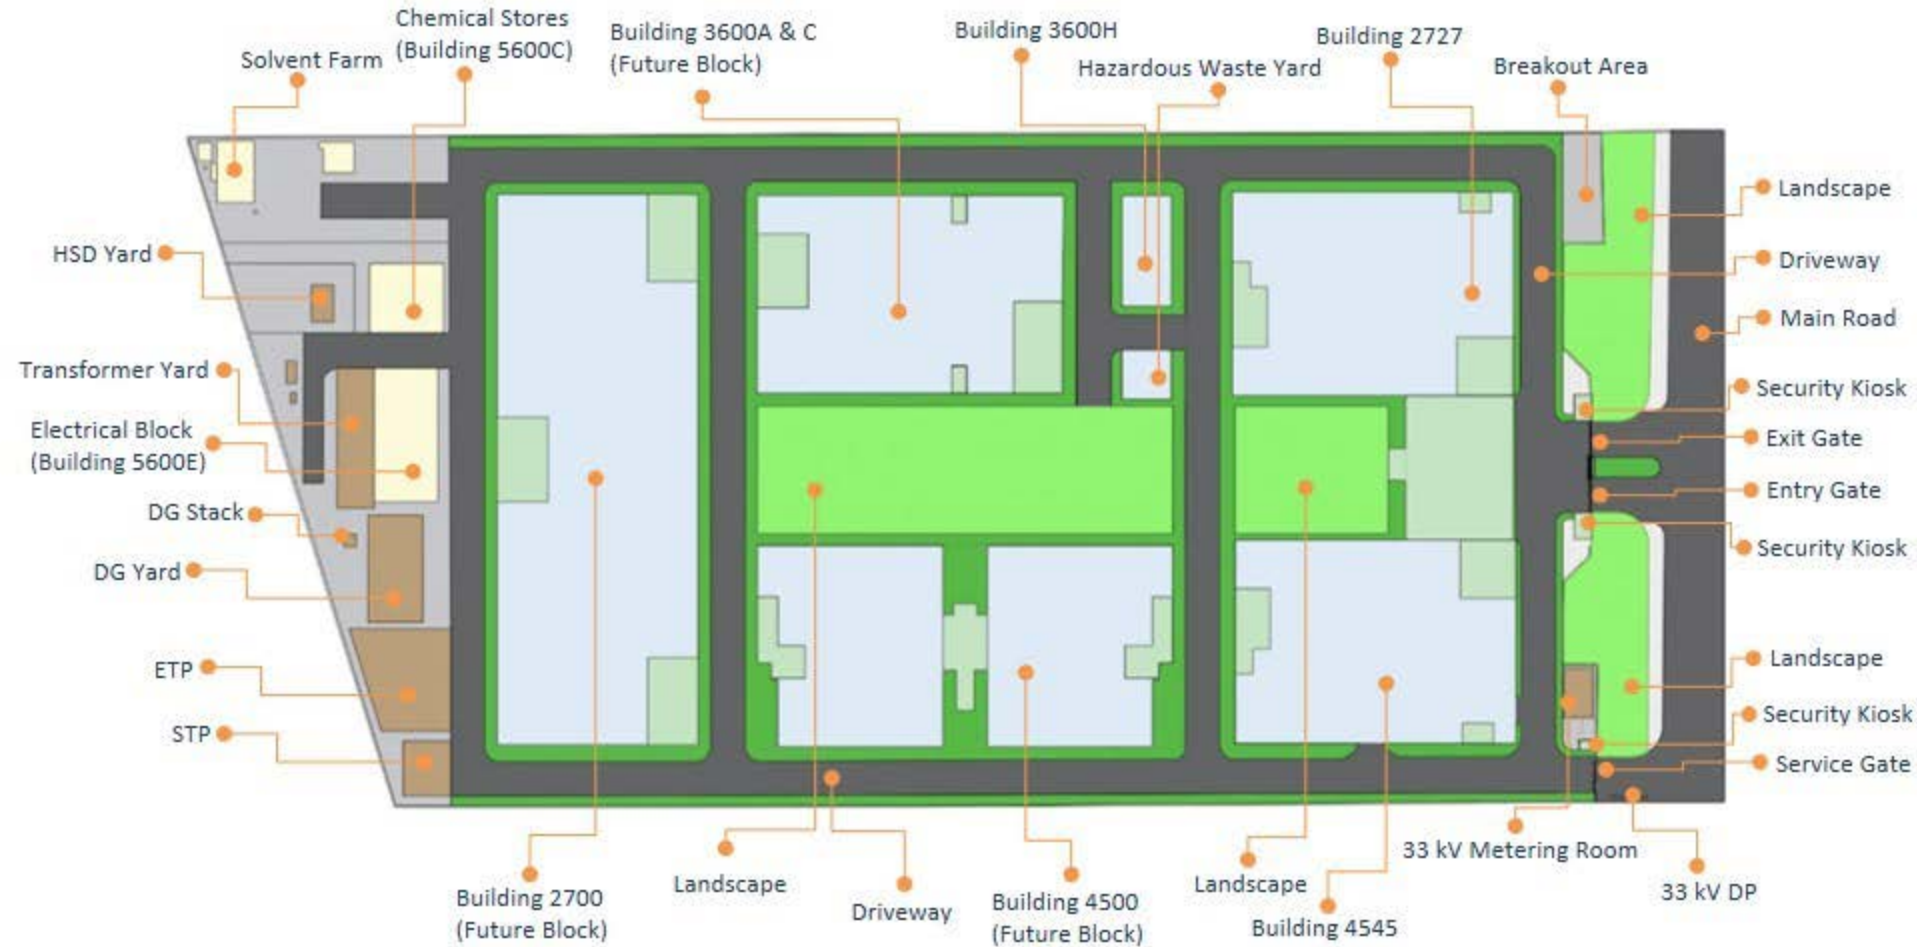 Solvent Farm
Chemical Stores
(Building 5600C)
Building 3600A & C
(Future Block)
Building 3600H
Hazardous Waste Yard
Building 2727
Breakout Area
HSD Yard
Transformer Yard
Electrical Block
(Building 5600E)
DG Stack
DG Yard
ETP
STP
Landscape
Driveway
Main Road
Security Kiosk
Exit Gate
Entry Gate
Security Kiosk
Landscape
Security Kiosk
Service Gate
Building 2700
(Future Block)
Landscape
Driveway
Building 4500
(Future Block)
Landscape
Building 4545
33 kV Metering Room
33 kV DP